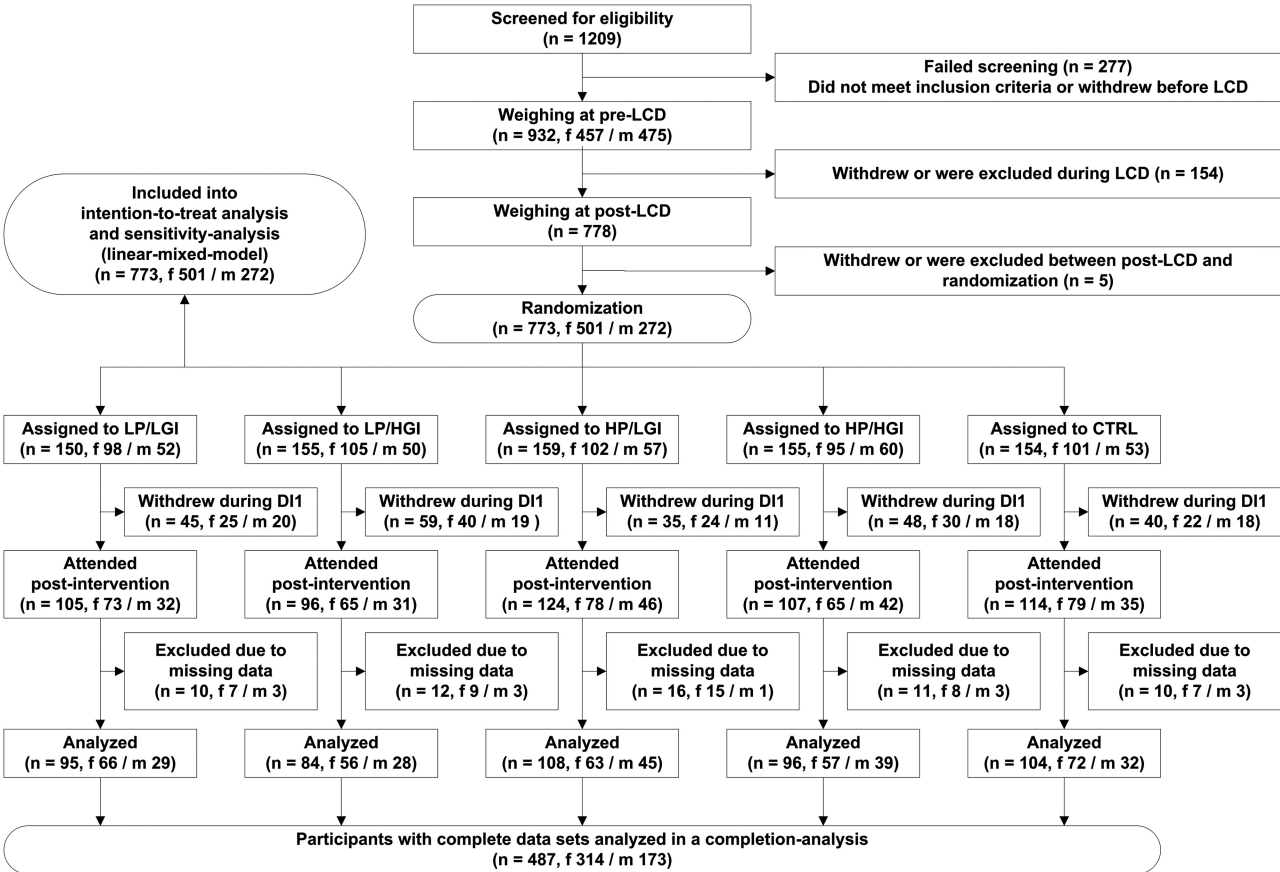 Screened for eligibility
(n = 1209)
Failed screening (n = 277)
Did not meet inclusion criteria or withdrew before LCD
Weighing at pre-LCD
(n = 932, f 457 / m 475)
Withdrew or were excluded during LCD (n = 154)
Included into
intention-to-treat analysis
and sensitivity-analysis
(linear-mixed-model)
(n = 773, f 501 / m 272)
Weighing at post-LCD
(n = 778)
Withdrew or were excluded between post-LCD and
randomization (n = 5)
Randomization
(n = 773, f 501 / m 272)
Assigned to LP/LGI
(n = 150, f 98 / m 52)
Assigned to LP/HGI
(n = 155, f 105 / m 50)
Assigned to HP/LGI
(n = 159, f 102 / m 57)
Assigned to HP/HGI
(n = 155, f 95 / m 60)
Assigned to CTRL
(n = 154, f 101 / m 53)
Withdrew during DI1
(n = 45, f 25 / m 20)
Withdrew during DI1
(n = 59, f 40 / m 19 )
Withdrew during DI1
(n = 35, f 24 / m 11)
Withdrew during DI1
(n = 48, f 30 / m 18)
Withdrew during DI1
(n = 40, f 22 / m 18)
Attended
post-intervention
(n = 105, f 73 / m 32)
Attended
post-intervention
(n = 96, f 65 / m 31)
Attended
post-intervention
(n = 124, f 78 / m 46)
Attended
post-intervention
(n = 107, f 65 / m 42)
Attended
post-intervention
(n = 114, f 79 / m 35)
Excluded due to
missing data
(n = 10, f 7 / m 3)
Excluded due to
missing data
(n = 12, f 9 / m 3)
Excluded due to
missing data
(n = 16, f 15 / m 1)
Excluded due to
missing data
(n = 11, f 8 / m 3)
Excluded due to
missing data
(n = 10, f 7 / m 3)
Analyzed
(n = 95, f 66 / m 29)
Analyzed
(n = 84, f 56 / m 28)
Analyzed
(n = 108, f 63 / m 45)
Analyzed
(n = 96, f 57 / m 39)
Analyzed
(n = 104, f 72 / m 32)
Participants with complete data sets analyzed in a completion-analysis
(n = 487, f 314 / m 173)